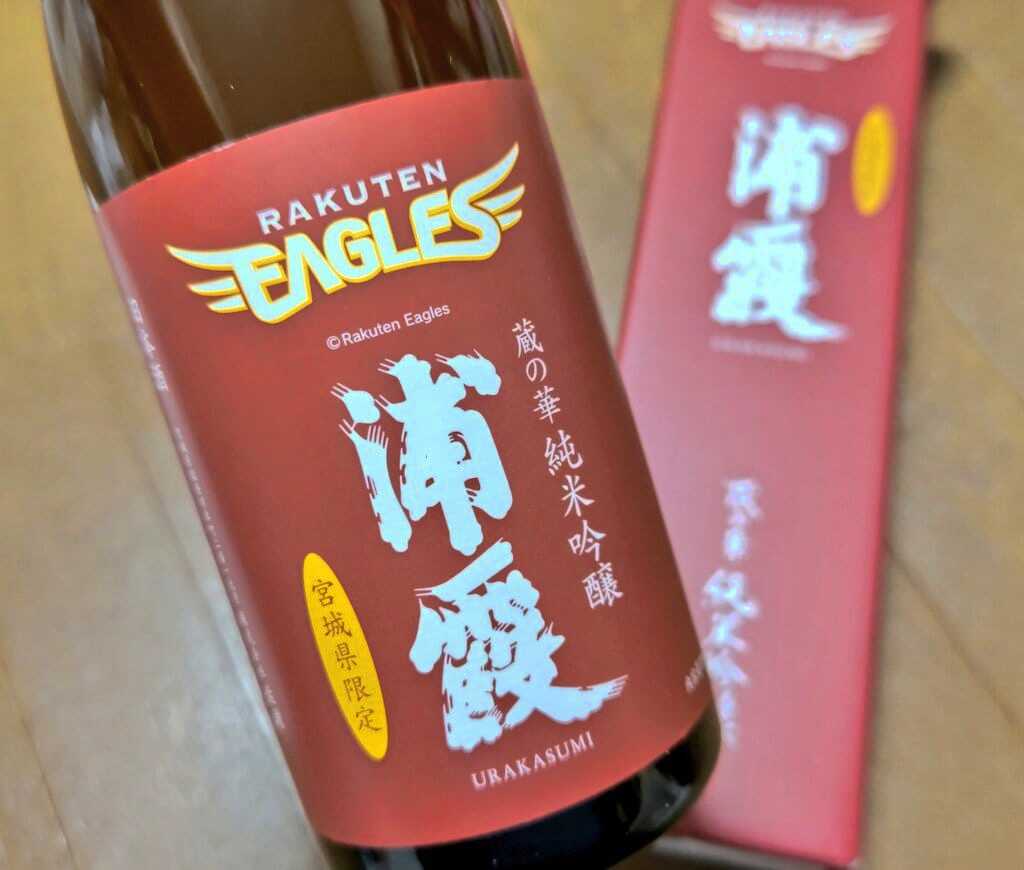 RAKUTEN
EAGLES
©Rakuten Eagles
蔵の華 純米吟醸
浦霞
宮城県限定
URAKASUMI
浦霞